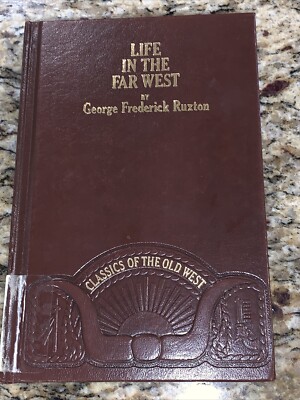 LIFE
IN THE
FAR WEST
BY
George Frederick Ruxton
CLASSICS OF THE OLD WEST